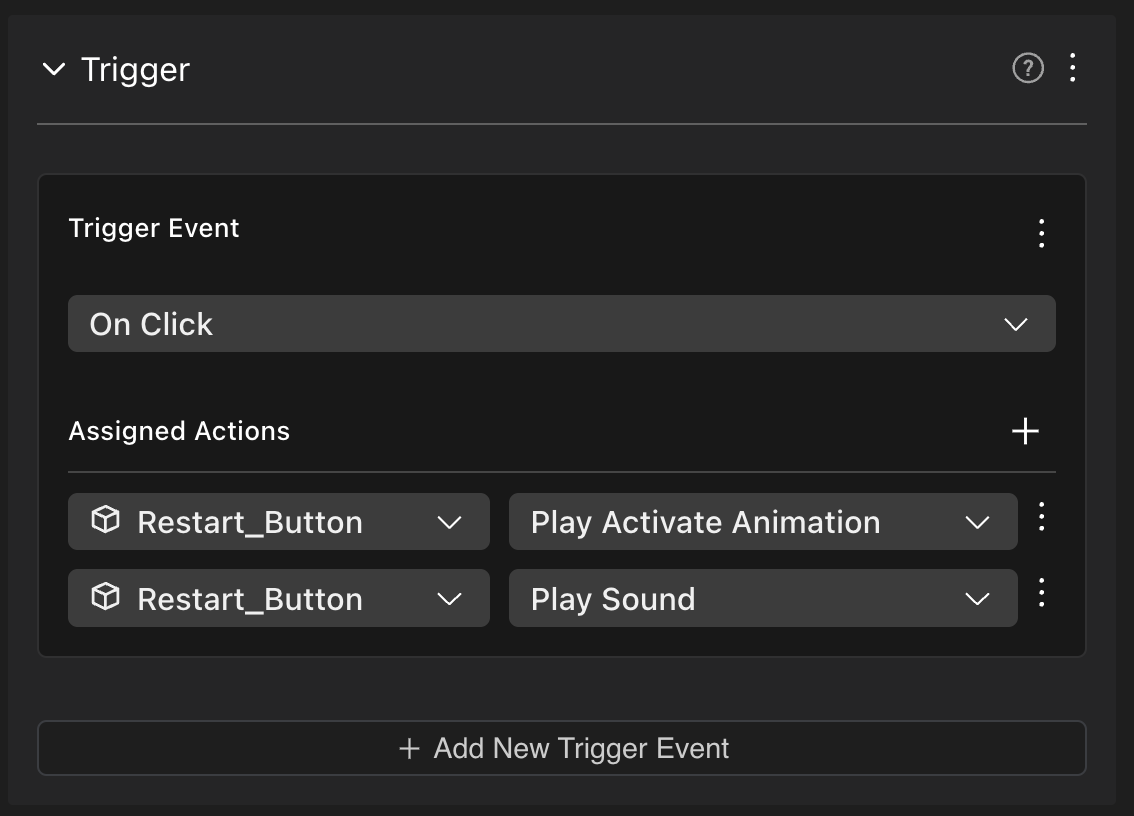 Trigger
Trigger Event
On Click
Assigned Actions
Restart_Button Play Activate Animation
Restart_Button Play Sound
+ Add New Trigger Event